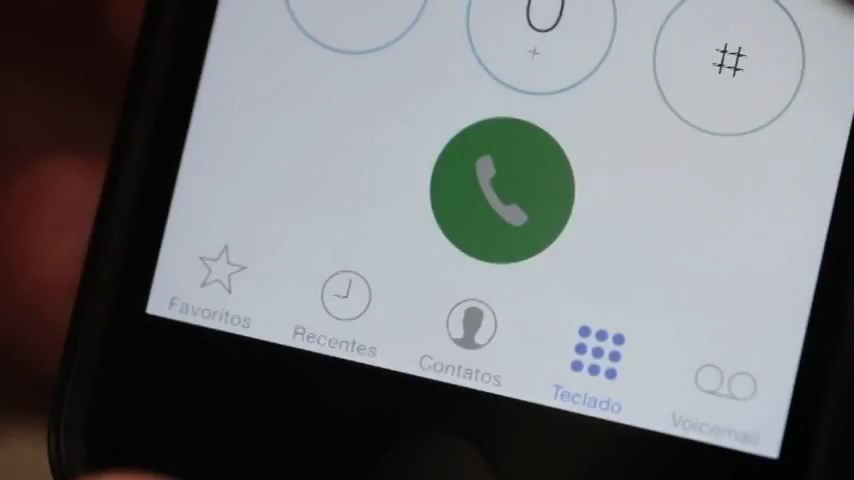 0
+
#
Favoritos
Recentes
Contatos
Teclado
Voicemail